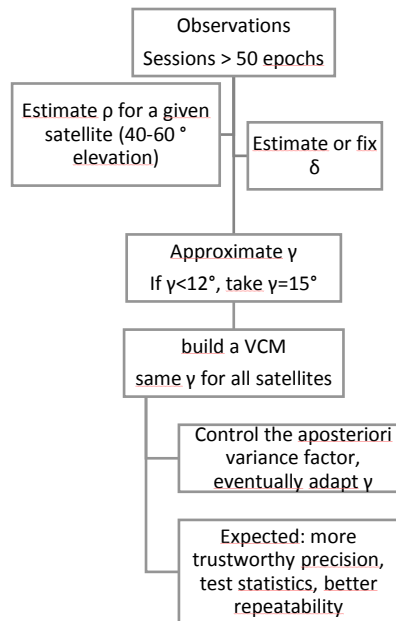 Observations
Sessions > 50 epochs
Estimate ρ for a given
satellite (40-60 °
elevation)
Estimate or fix
δ
Approximate γ
If γ<12°, take γ=15°
build a VCM
same γ for all satellites
Control the aposteriori
variance factor,
eventually adapt γ
Expected: more
trustworthy precision,
test statistics, better
repeatability